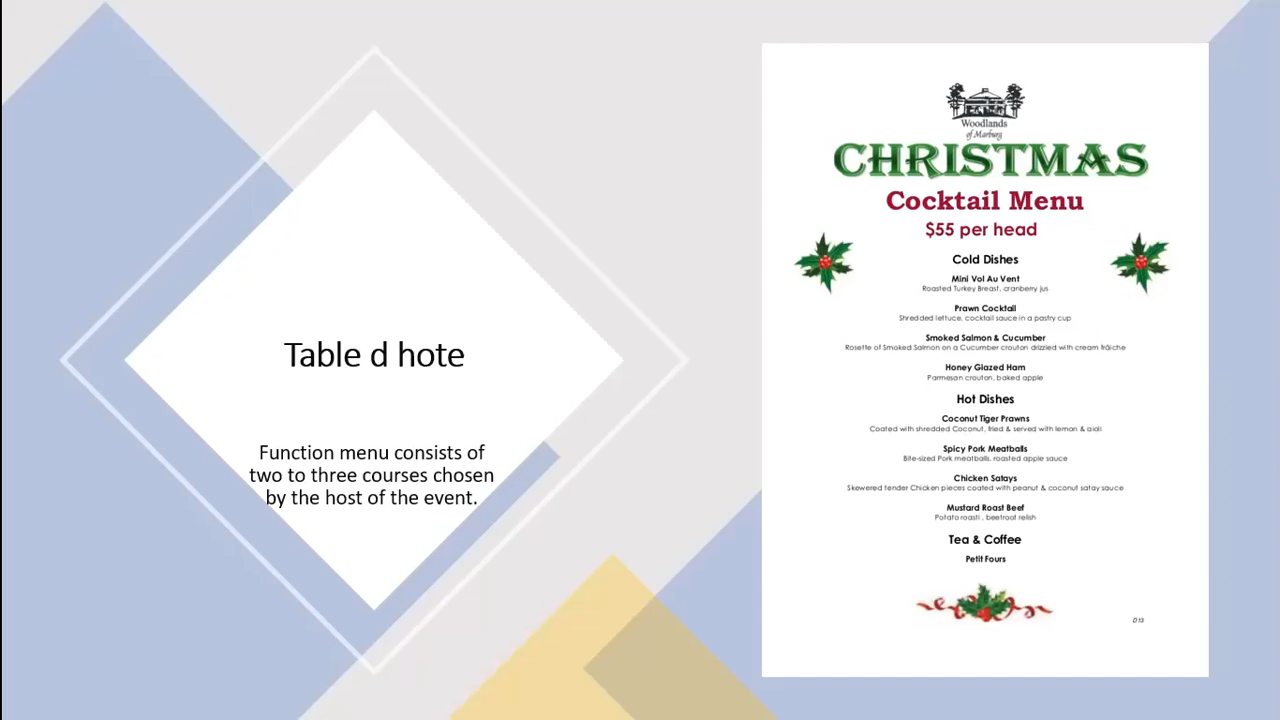 Table d hote
Function menu consists of
two to three courses chosen
by the host of the event.
Woodlands
of Marburg
CHRISTMAS
Cocktail Menu
$55 per head
Cold Dishes
Mini Vol Au Vent
Roasted Turkey Breast, cranberry jus
Prawn Cocktail
Shredded lettuce, cocktail sauce in a pastry cup
Smoked Salmon & Cucumber
Rosette of Smoked Salmon on a Cucumber crouton drizzled with cream frâiche
Honey Glazed Ham
Parmesan crouton, baked apple
Hot Dishes
Coconut Tiger Prawns
Coated with shredded Coconut, fried & served with lemon & aioli
Spicy Pork Meatballs
Bite-sized Pork meatballs, roasted apple sauce
Chicken Satays
Skewered tender Chicken pieces coated with peanut & coconut satay sauce
Mustard Roast Beef
Potato roasti , beetroot relish
Tea & Coffee
Petit Fours
D13